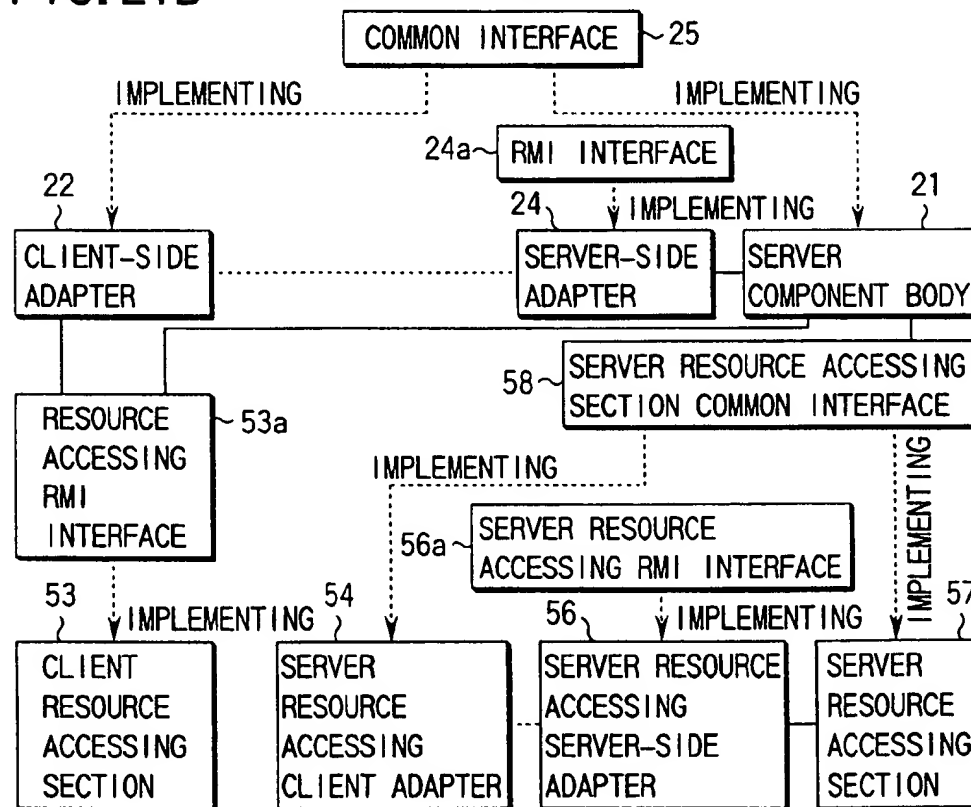 COMMON INTERFACE
25
IMPLEMENTING
IMPLEMENTING
24a
RMI INTERFACE
22
24
IMPLEMENTING
21
CLIENT-SIDE
ADAPTER
SERVER-SIDE
ADAPTER
SERVER
COMPONENT BODY
58
SERVER RESOURCE ACCESSING
SECTION COMMON INTERFACE
RESOURCE
ACCESSING
RMI
INTERFACE
53a
IMPLEMENTING
IMPLEMENTING
56a
SERVER RESOURCE
ACCESSING RMI INTERFACE
53
IMPLEMENTING
54
56
IMPLEMENTING
57
CLIENT
RESOURCE
ACCESSING
SECTION
SERVER
RESOURCE
ACCESSING
CLIENT ADAPTER
SERVER RESOURCE
ACCESSING
SERVER-SIDE
ADAPTER
SERVER
RESOURCE
ACCESSING
SECTION